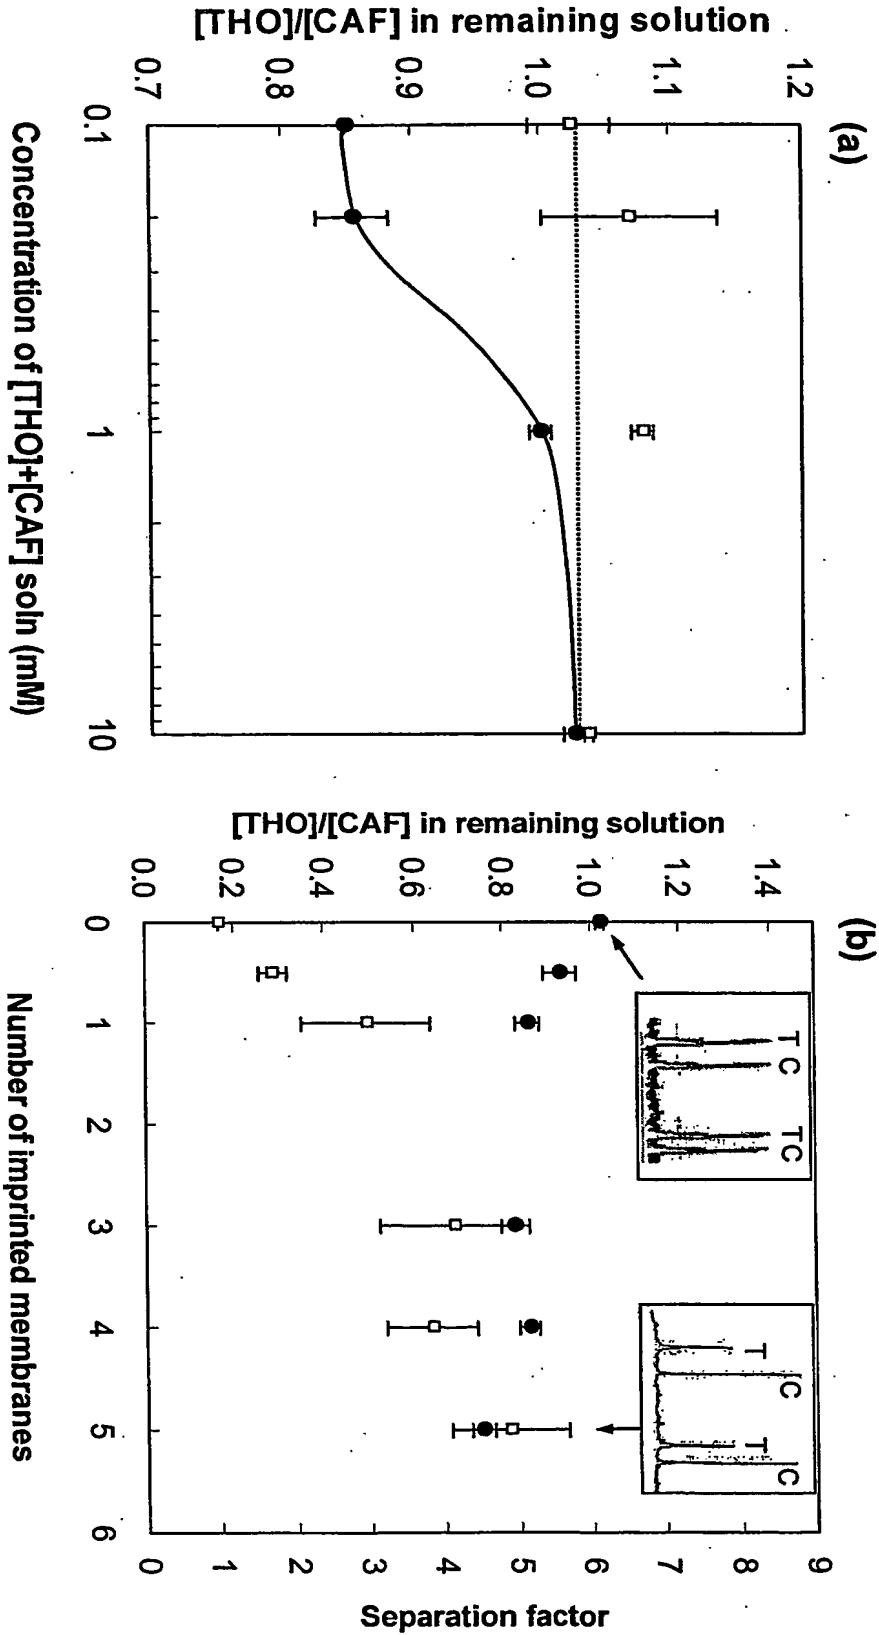 (a)
[THO]/[CAF] in remaining solution
1.2
1.1
1.0
0.9
0.8
0.7
0.1
1
10
Concentration of [THO]+[CAF] soln (mM)
(b)
[THO]/[CAF] in remaining solution
1.4
1.2
1.0
0.8
0.6
0.4
0.2
0.0
T C
TC
T
C
T
C
9
8
7
6
5
4
3
2
1
0
Separation factor
0
1
2
3
4
5
6
Number of imprinted membranes